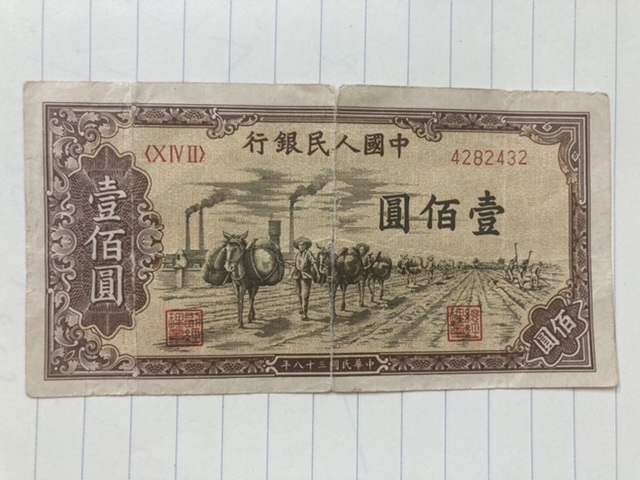 行銀民人國中
〈XIVⅢ〉
4282432
圓佰壹
壹佰圓
佰圓
年八十三國民華中